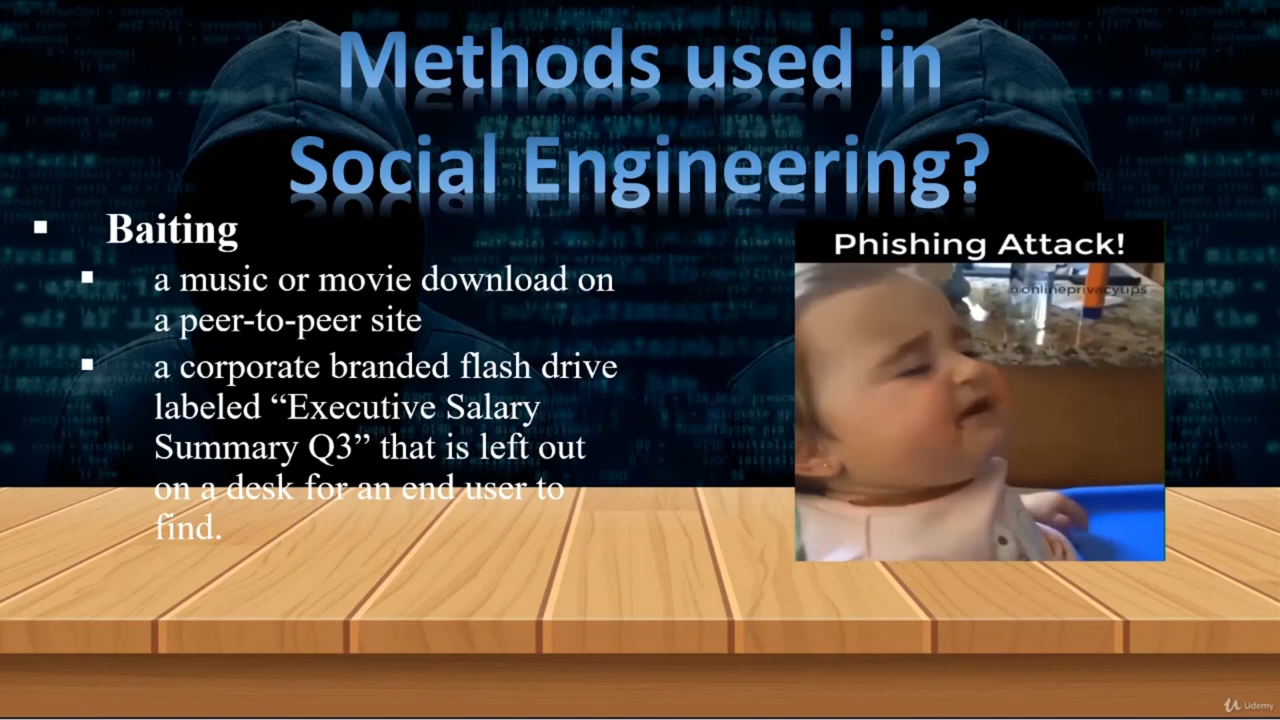 Methods used in
Social Engineering?
▪ Baiting
▪ a music or movie download on
a peer-to-peer site
▪ a corporate branded flash drive
labeled “Executive Salary
Summary Q3” that is left out
on a desk for an end user to
find.
Phishing Attack!
@onlineprivacytips
Udemy